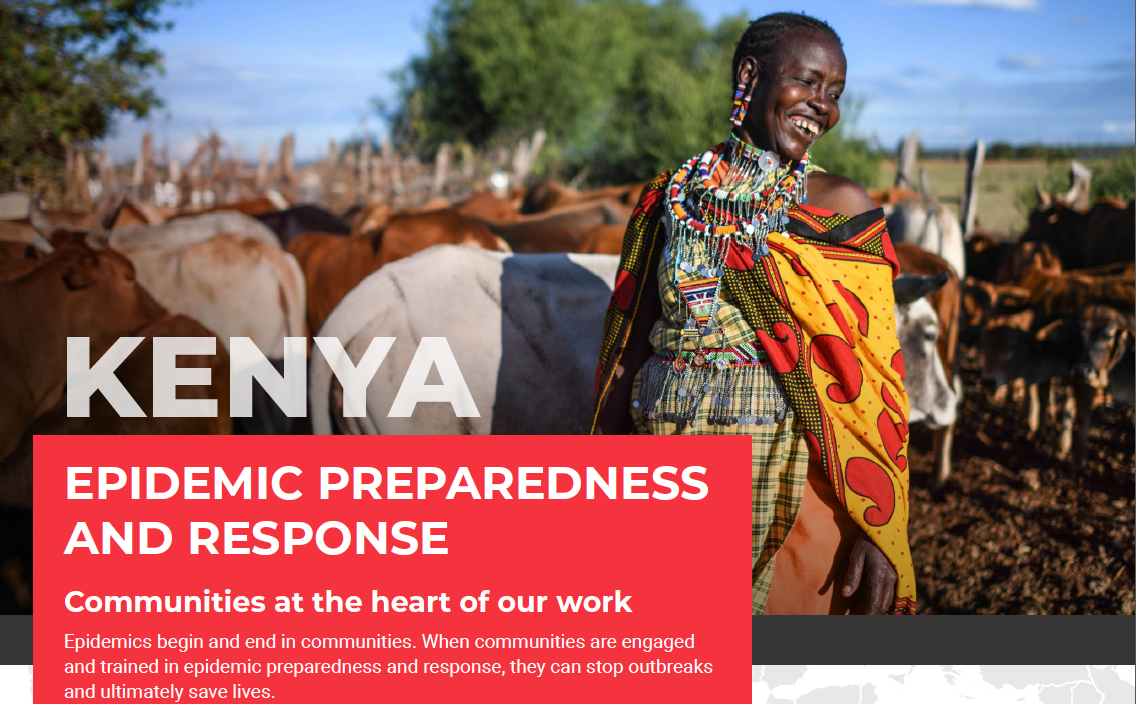 KENYA
EPIDEMIC PREPAREDNESS
AND RESPONSE
Communities at the heart of our work
Epidemics begin and end in communities. When communities are engaged
and trained in epidemic preparedness and response, they can stop outbreaks
and ultimately save lives.